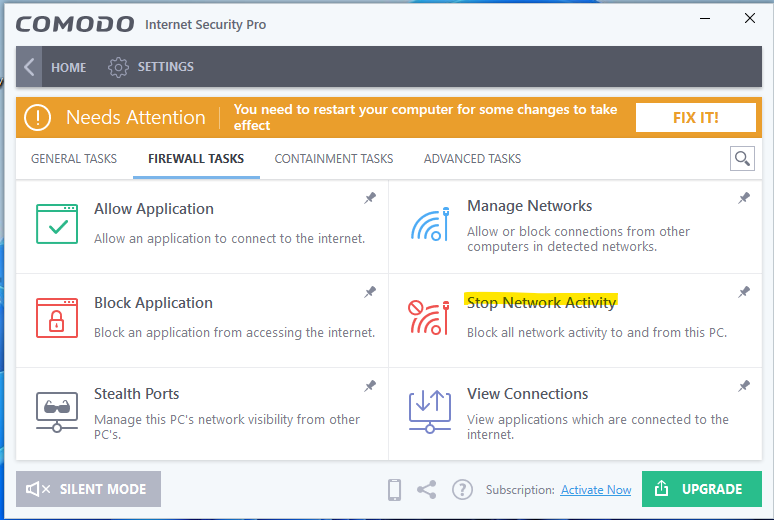 COMODO Internet Security Pro
HOME SETTINGS
Needs Attention
You need to restart your computer for some changes to take
effect
FIX IT!
GENERAL TASKS FIREWALL TASKS CONTAINMENT TASKS ADVANCED TASKS
Allow Application
Allow an application to connect to the internet.
Manage Networks
Allow or block connections from other
computers in detected networks.
Block Application
Block an application from accessing the internet.
Stop Network Activity
Block all network activity to and from this PC.
Stealth Ports
Manage this PC's network visibility from other
PC's.
View Connections
View applications which are connected to the
internet.
SILENT MODE
Subscription: Activate Now
UPGRADE